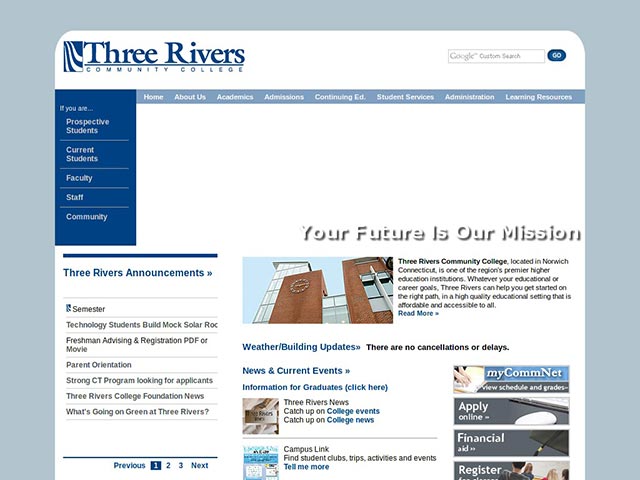 Three Rivers
COMMUNITY COLLEGE
Google™ Custom Search
GO
Home About Us Academics Admissions Continuing Ed. Student Services Administration Learning Resources
If you are...
Prospective
Students
Current
Students
Faculty
Staff
Community
Your Future Is Our Mission
Three Rivers Announcements »
Semester
Technology Students Build Mock Solar Roo
Freshman Advising & Registration PDF or
Movie
Parent Orientation
Strong CT Program looking for applicants
Three Rivers College Foundation News
What's Going on Green at Three Rivers?
Previous 1 2 3 Next
Three Rivers Community College, located in Norwich
Connecticut, is one of the region's premier higher
education institutions. Whatever your educational or
career goals, Three Rivers can help you get started on
the right path, in a high quality educational setting that is
affordable and accessible to all.
Read More »
Weather/Building Updates» There are no cancellations or delays.
News & Current Events »
Information for Graduates (click here)
Three Rivers News
Catch up on College events
Catch up on College news
Campus Link
Find student clubs, trips, activities and events
Tell me more
myCommNet
view schedule and grades»
Apply
online »
Financial
aid »
Register